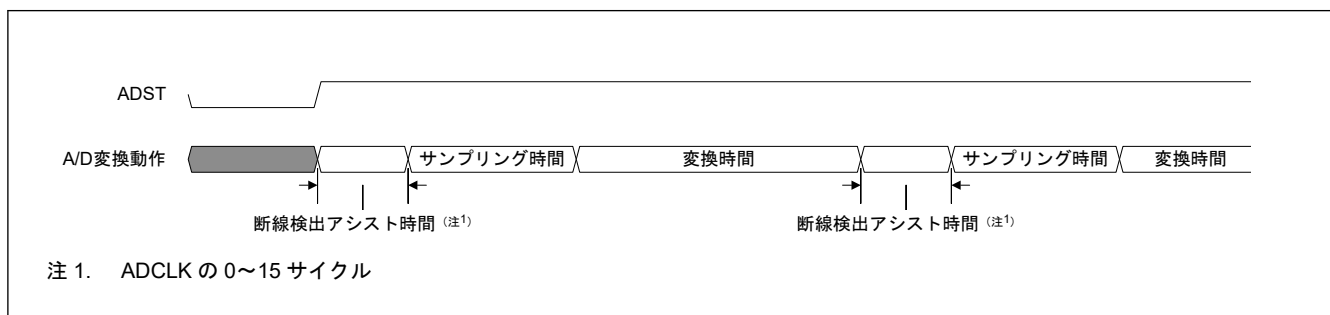 ADST
A/D変換動作
サンプリング時間
変換時間
サンプリング時間
変換時間
断線検出アシスト時間（注1）
断線検出アシスト時間（注1）
注 1. ADCLK の 0～15 サイクル